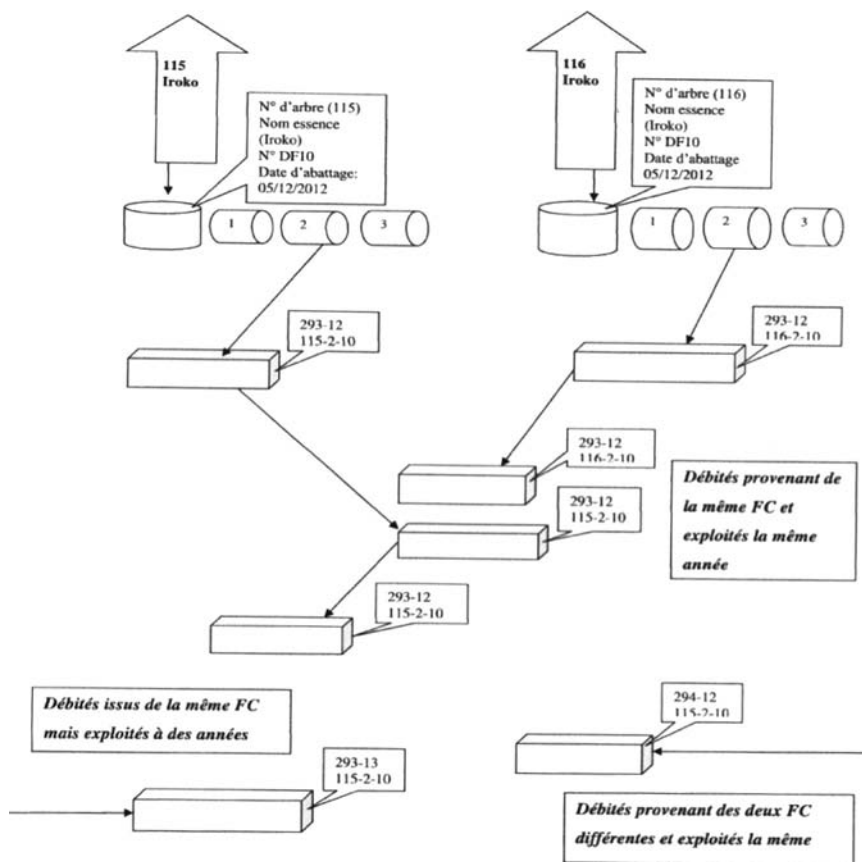 115
Iroko
N° d'arbre (115)
Nom essence
(Iroko)
N° DF10
Date d'abattage:
05/12/2012
1
2
3
116
Iroko
N° d'arbre (116)
Nom essence
(Iroko)
N° DF10
Date d'abattage
05/12/2012
1
2
3
293-12
115-2-10
293-12
116-2-10
293-12
116-2-10
293-12
115-2-10
Débités provenant de
la même FC et
exploités la même
année
293-12
115-2-10
Débités issus de la même FC
mais exploités à des années
294-12
115-2-10
293-13
115-2-10
Débités provenant des deux FC
différentes et exploités la même